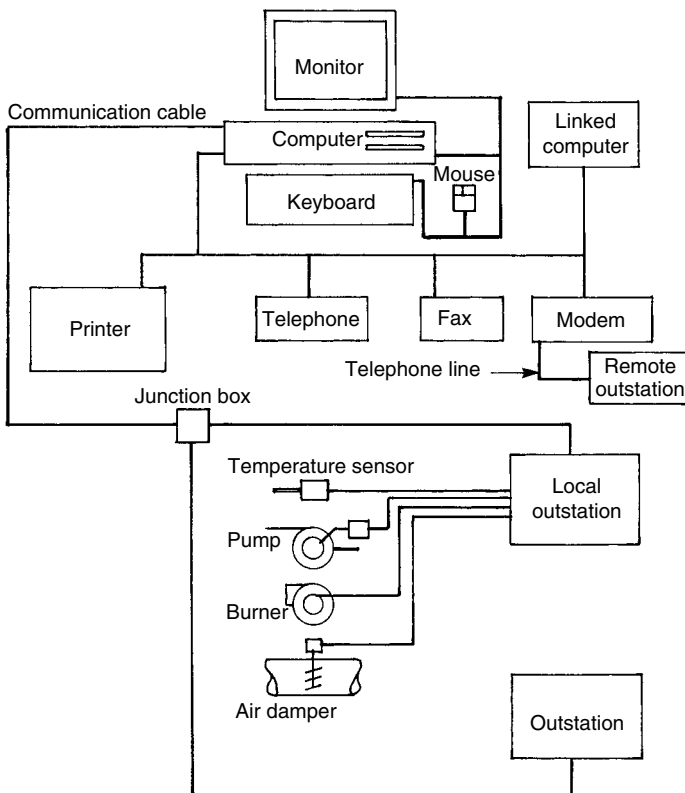 Monitor
Communication cable
Computer
Linked
computer
Mouse
Keyboard
Printer
Telephone
Fax
Modem
Telephone line
Remote
outstation
Junction box
Temperature sensor
Local
outstation
Pump
Burner
Air damper
Outstation